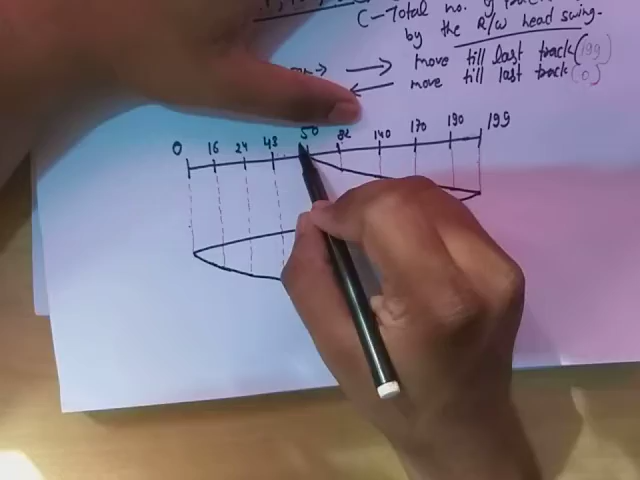 C-Total no. of
by the R/W head swing.
→ move till last track (199)
← move till last track (0)
0 16 24 43 50 82 140 170 190 199